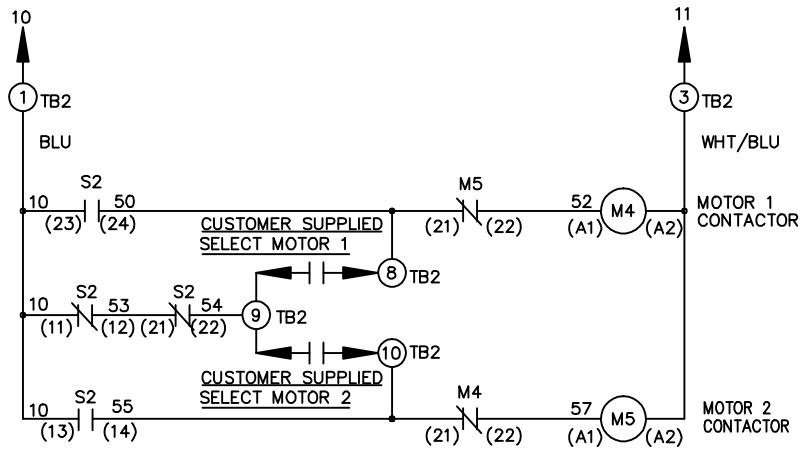 10 11
1 TB2 3 TB2
BLU WHT/BLU
10 S2 50 M5 52 M4 MOTOR 1
(23) (24) (21) (22) (A1) (A2) CONTACTOR
CUSTOMER SUPPLIED
SELECT MOTOR 1
8 TB2
10 S2 53 S2 54 9 TB2
(11) (12) (21) (22)
10 TB2
CUSTOMER SUPPLIED
SELECT MOTOR 2
10 S2 55 M4 57 M5 MOTOR 2
(13) (14) (21) (22) (A1) (A2) CONTACTOR